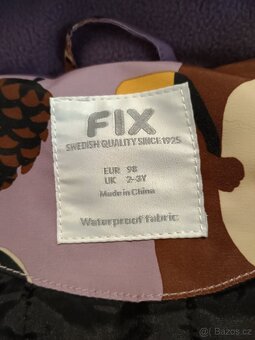 FIX
SWEDISH QUALITY SINCE 1925
EUR 98
UK 2-3Y
Made in China
Waterproof fabric
Bazos.cz